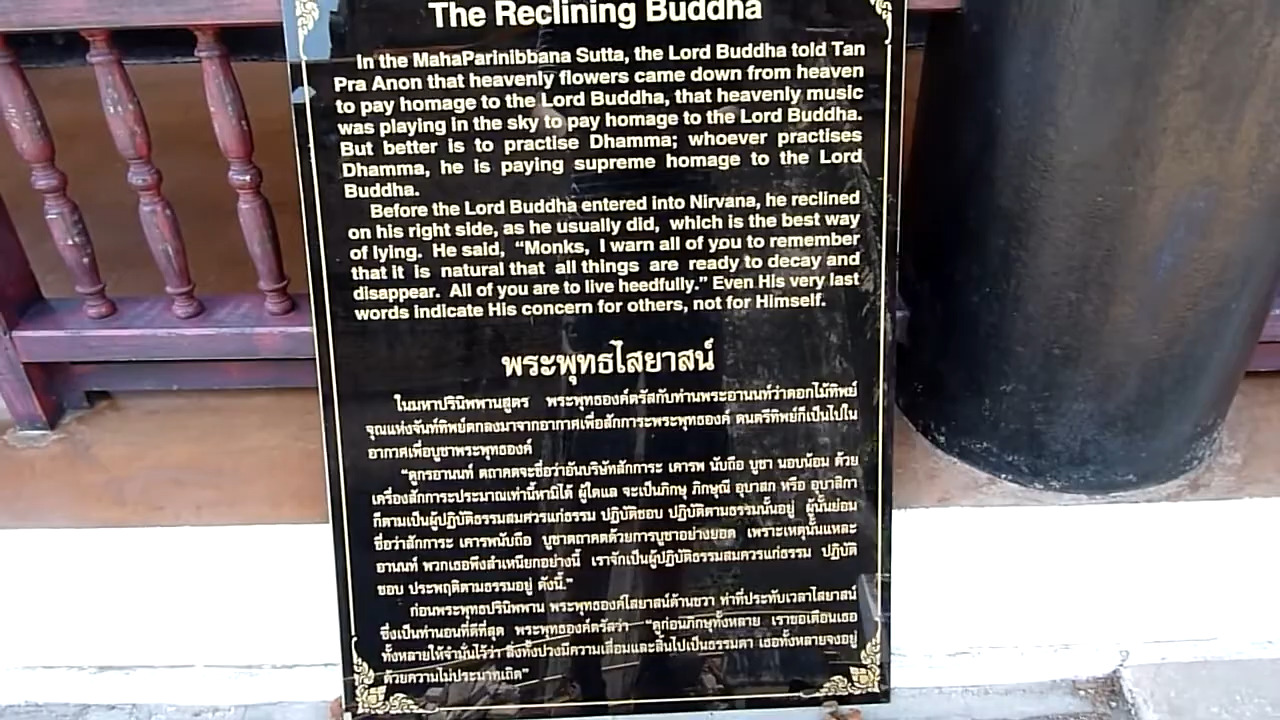 The Reclining Buddha
In the MahaParinibbana Sutta, the Lord Buddha told Tan
Pra Anon that heavenly flowers came down from heaven
to pay homage to the Lord Buddha, that heavenly music
was playing in the sky to pay homage to the Lord Buddha.
But better is to practise Dhamma; whoever practises
Dhamma, he is paying supreme homage to the Lord
Buddha.
Before the Lord Buddha entered into Nirvana, he reclined
on his right side, as he usually did, which is the best way
of lying. He said, “Monks, I warn all of you to remember
that it is natural that all things are ready to decay and
disappear. All of you are to live heedfully.” Even His very last
words indicate His concern for others, not for Himself.
พระพุทธไสยาสน์
ในมหาปรินิพพานสูตร พระพุทธองค์ตรัสกับท่านพระอานนท์ว่าดอกไม้ทิพย์
จุณแห่งจันท์ทิพย์ตกลงมาจากอากาศเพื่อสักการะพระพุทธองค์ ดนตรีทิพย์ก็เป็นไปใน
อากาศเพื่อบูชาพระพุทธองค์
“ดูกรอานนท์ ตถาคตจะชื่อว่าอันบริษัทสักการะ เคารพ นับถือ บูชา นอบน้อม ด้วย
เครื่องสักการะประมาณเท่านี้หามิได้ ผู้ใดแล จะเป็นภิกษุ ภิกษุณี อุบาสก หรือ อุบาสิกา
ก็ตามเป็นผู้ปฏิบัติธรรมสมควรแก่ธรรม ปฏิบัติชอบ ปฏิบัติตามธรรมนั้นอยู่ ผู้นั้นย่อม
ชื่อว่าสักการะ เคารพนับถือ บูชาตถาคตด้วยการบูชาอย่างยอด เพราะเหตุนั้นแหละ
อานนท์ พวกเธอพึงสำเหนียกอย่างนี้ เราจักเป็นผู้ปฏิบัติธรรมสมควรแก่ธรรม ปฏิบัติ
ชอบ ประพฤติตามธรรมอยู่ ดังนี้.”
ก่อนพระพุทธปรินิพพาน พระพุทธองค์ไสยาสน์ด้านขวา ท่าที่ประทับเวลาไสยาสน์
ซึ่งเป็นท่านอนที่ดีที่สุด พระพุทธองค์ตรัสว่า “ดูก่อนภิกษุทั้งหลาย เราขอเตือนเธอ
ทั้งหลายให้จำมั่นไว้ว่า สิ่งทั้งปวงมีความเสื่อมและสิ้นไปเป็นธรรมดา เธอทั้งหลายจงอยู่
ด้วยความไม่ประมาทเถิด”